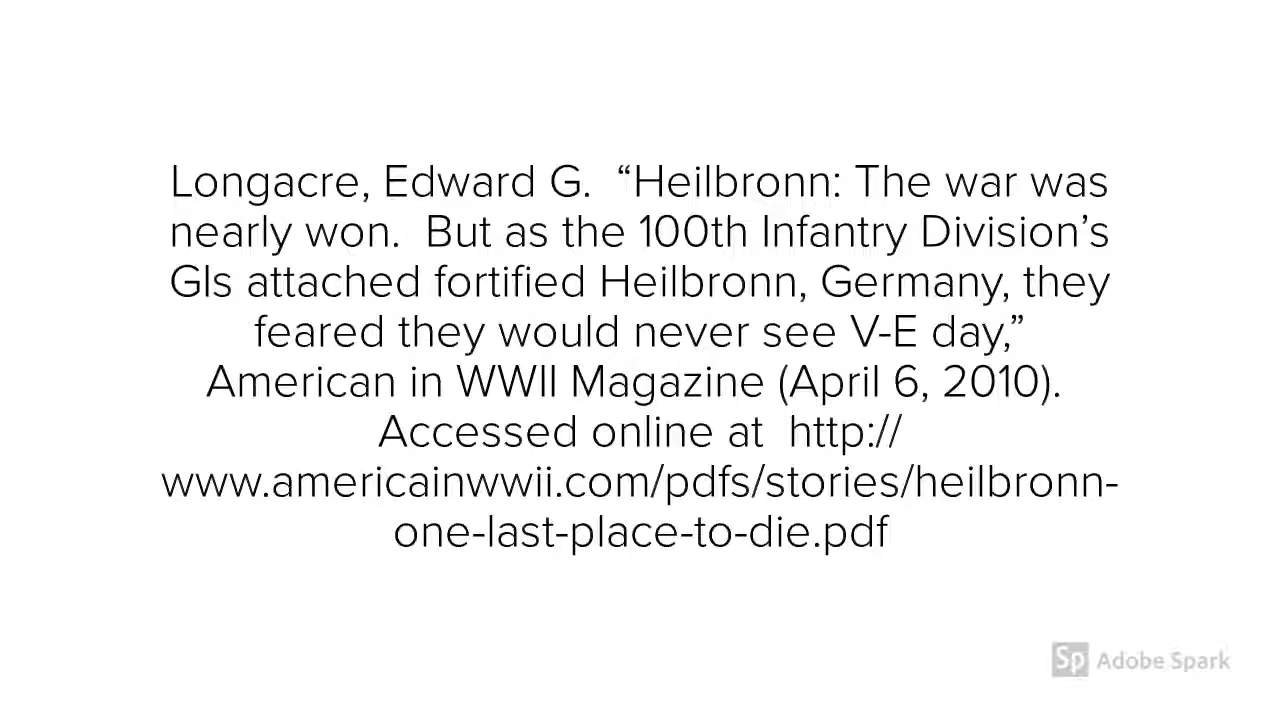 Longacre, Edward G.  “Heilbronn: The war was
nearly won.  But as the 100th Infantry Division’s
GIs attached fortified Heilbronn, Germany, they
feared they would never see V-E day,”
American in WWII Magazine (April 6, 2010).
Accessed online at  http://
www.americainwwii.com/pdfs/stories/heilbronn-
one-last-place-to-die.pdf
Sp Adobe Spark